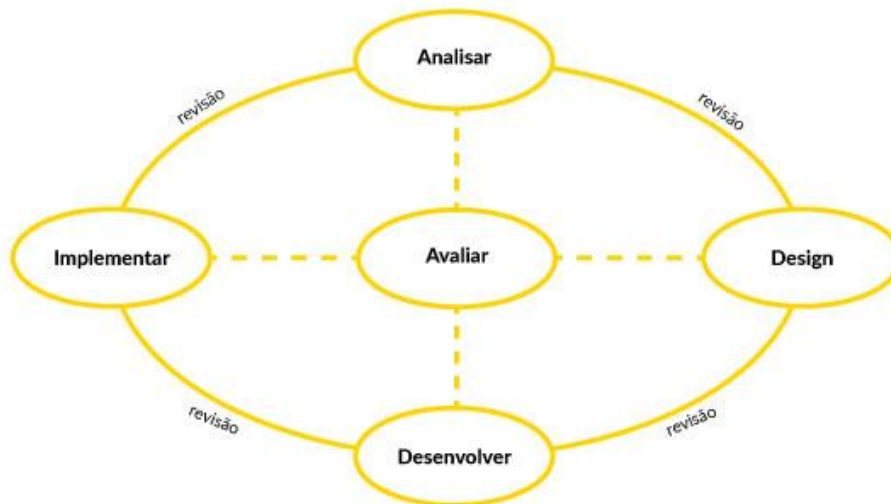 Analisar
revisão
revisão
Implementar
Avaliar
Design
revisão
revisão
Desenvolver